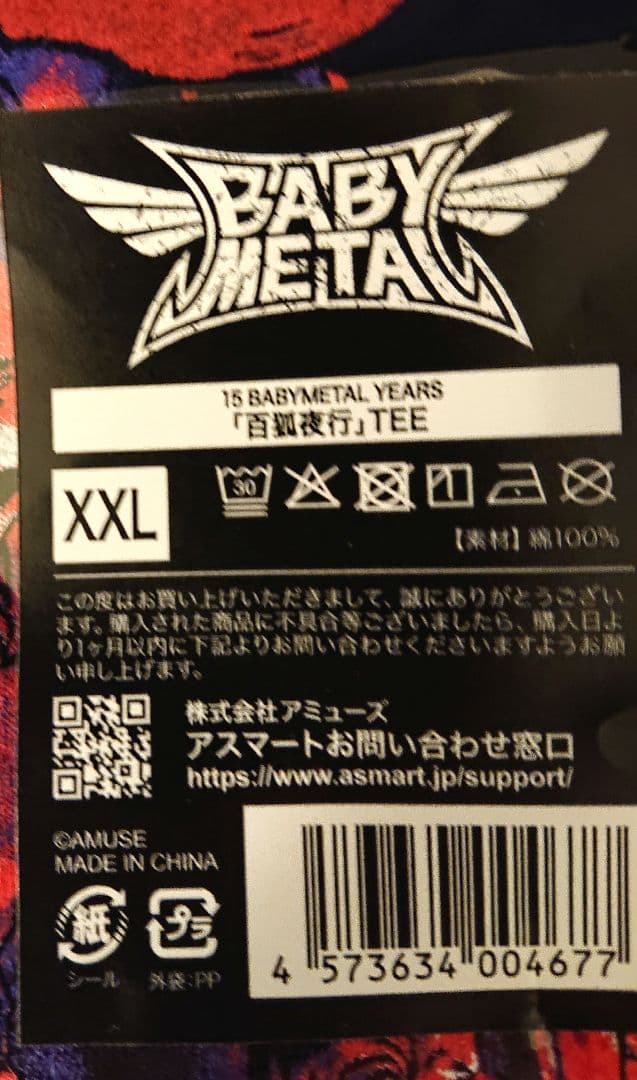 BABY
METAL
15 BABYMETAL YEARS
「百狐夜行」TEE
XXL
30
【素材】綿100%
この度はお買い上げいただきまして、誠にありがとうござい
ます。購入された商品に不具合等ございましたら、購入日よ
り1ヶ月以内に下記よりお問い合わせくださいますようお願
い申し上げます。
株式会社アミューズ
アスマートお問い合わせ窓口
https://www.asmart.jp/support/
©AMUSE
MADE IN CHINA
紙
シール
プラ
外袋:PP
4 573634 004677